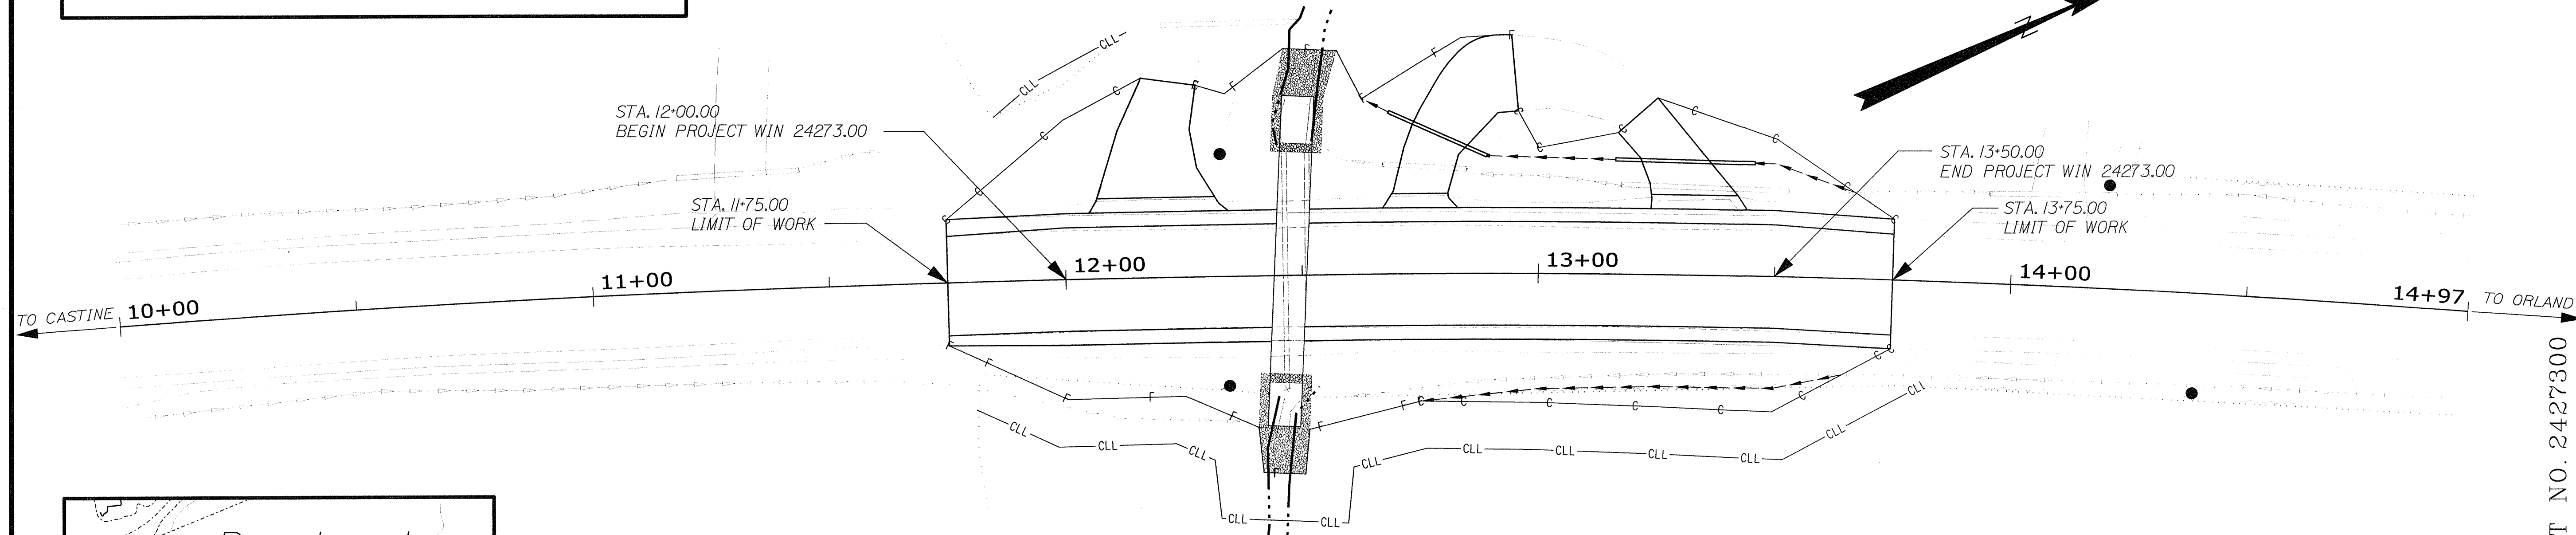 CLL
CLL
N
STA. 12+00.00
BEGIN PROJECT WIN 24273.00
STA. 11+75.00
LIMIT OF WORK
STA. 13+50.00
END PROJECT WIN 24273.00
STA. 13+75.00
LIMIT OF WORK
C
C
C
F
F
F
F
F
C
C
C
C
C
C
C
TO CASTINE
10+00
11+00
12+00
13+00
14+00
14+97
TO ORLAND
F
F
F
F
F
F
F
C
C
C
C
C
C
C
C
CLL
CLL
CLL
CLL
CLL
CLL
CLL
CLL
CLL
CLL
CLL
CLL
T NO. 2427300